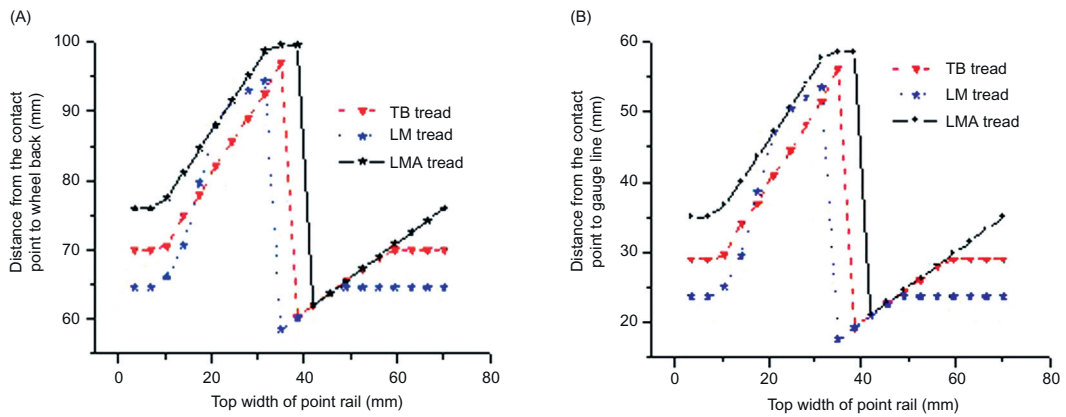 (A)
Distance from the contact
point to wheel back (mm)
100
90
80
70
60
0
20
40
60
80
Top width of point rail (mm)
TB tread
LM tread
LMA tread
(B)
Distance from the contact
point to gauge line (mm)
60
50
40
30
20
0
20
40
60
80
Top width of point rail (mm)
TB tread
LM tread
LMA tread